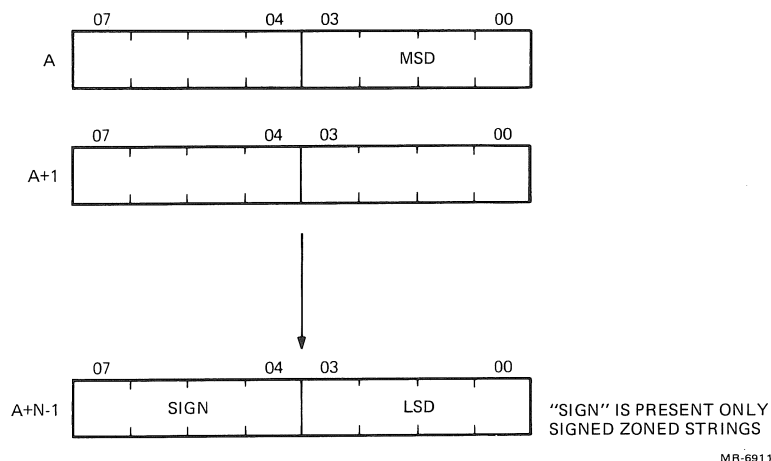 07 04 03 00
A MSD
07 04 03 00
A+1
07 04 03 00
A+N-1 SIGN LSD "SIGN" IS PRESENT ONLY
SIGNED ZONED STRINGS
MR-6911